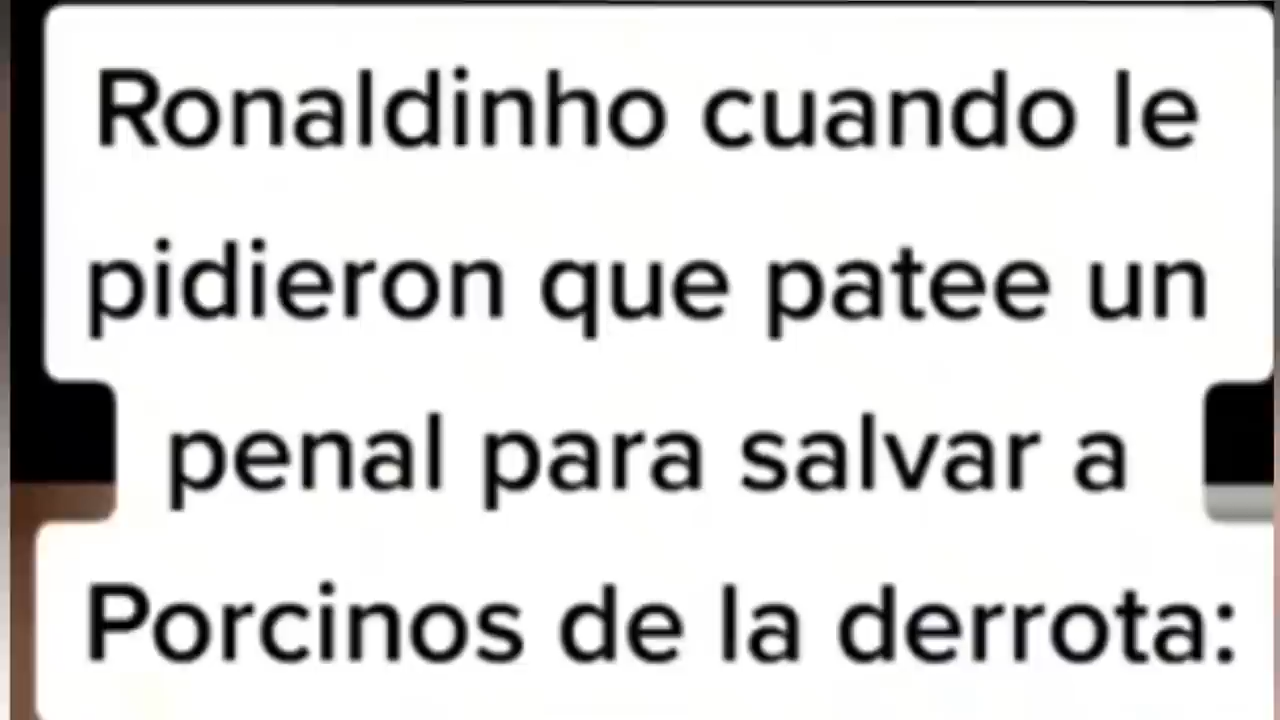 Ronaldinho cuando le
pidieron que patee un
penal para salvar a
Porcinos de la derrota: